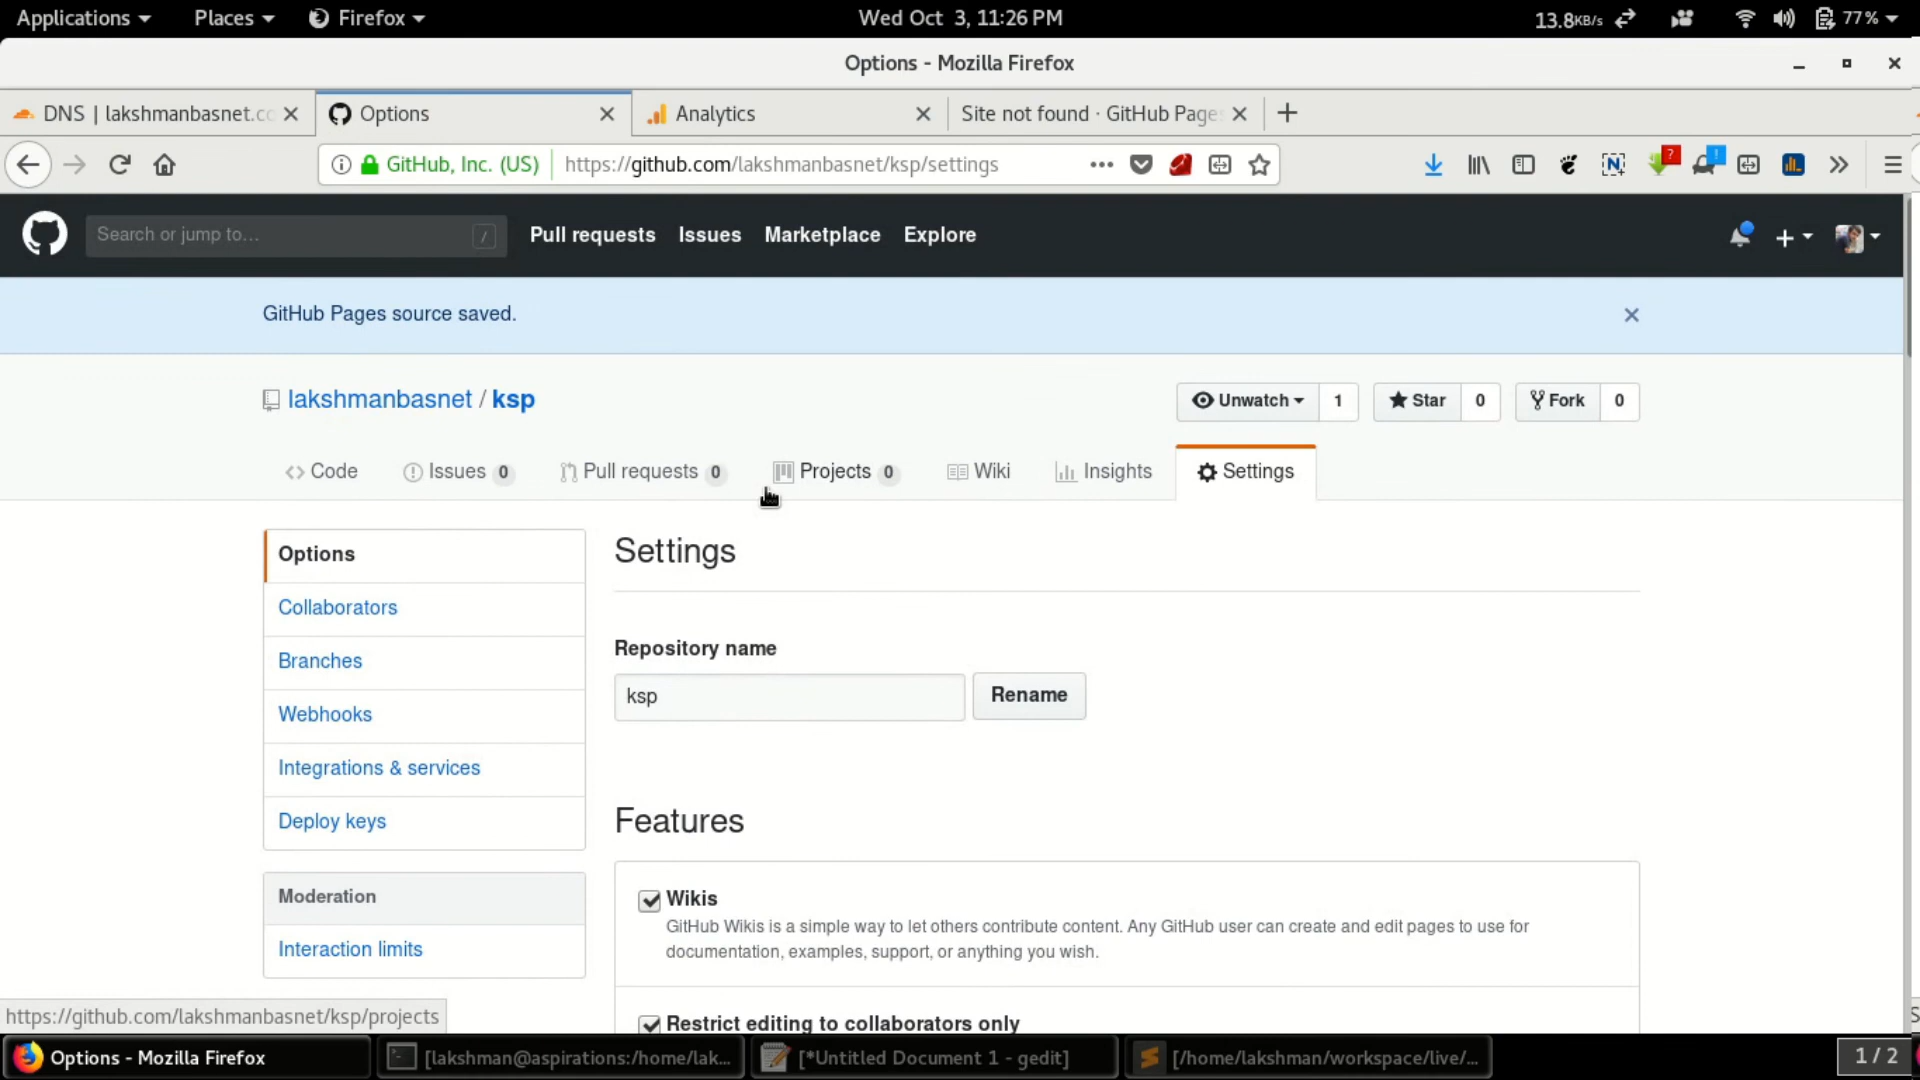 Applications Places Firefox Wed Oct 3, 11:26 PM 13.8KB/s 77%
Options - Mozilla Firefox
DNS | lakshmanbasnet.cc Options Analytics Site not found · GitHub Pages
GitHub, Inc. (US) https://github.com/lakshmanbasnet/ksp/settings
Search or jump to... / Pull requests Issues Marketplace Explore
GitHub Pages source saved.
lakshmanbasnet / ksp Unwatch 1 Star 0 Fork 0
Code Issues 0 Pull requests 0 Projects 0 Wiki Insights Settings
Options
Collaborators
Branches
Webhooks
Integrations & services
Deploy keys
Moderation
Interaction limits
Settings
Repository name
ksp Rename
Features
Wikis
GitHub Wikis is a simple way to let others contribute content. Any GitHub user can create and edit pages to use for
documentation, examples, support, or anything you wish.
Restrict editing to collaborators only
https://github.com/lakshmanbasnet/ksp/projects
Options - Mozilla Firefox [lakshman@aspirations:/home/lak... [*Untitled Document 1 - gedit] [/home/lakshman/workspace/live/... 1 / 2